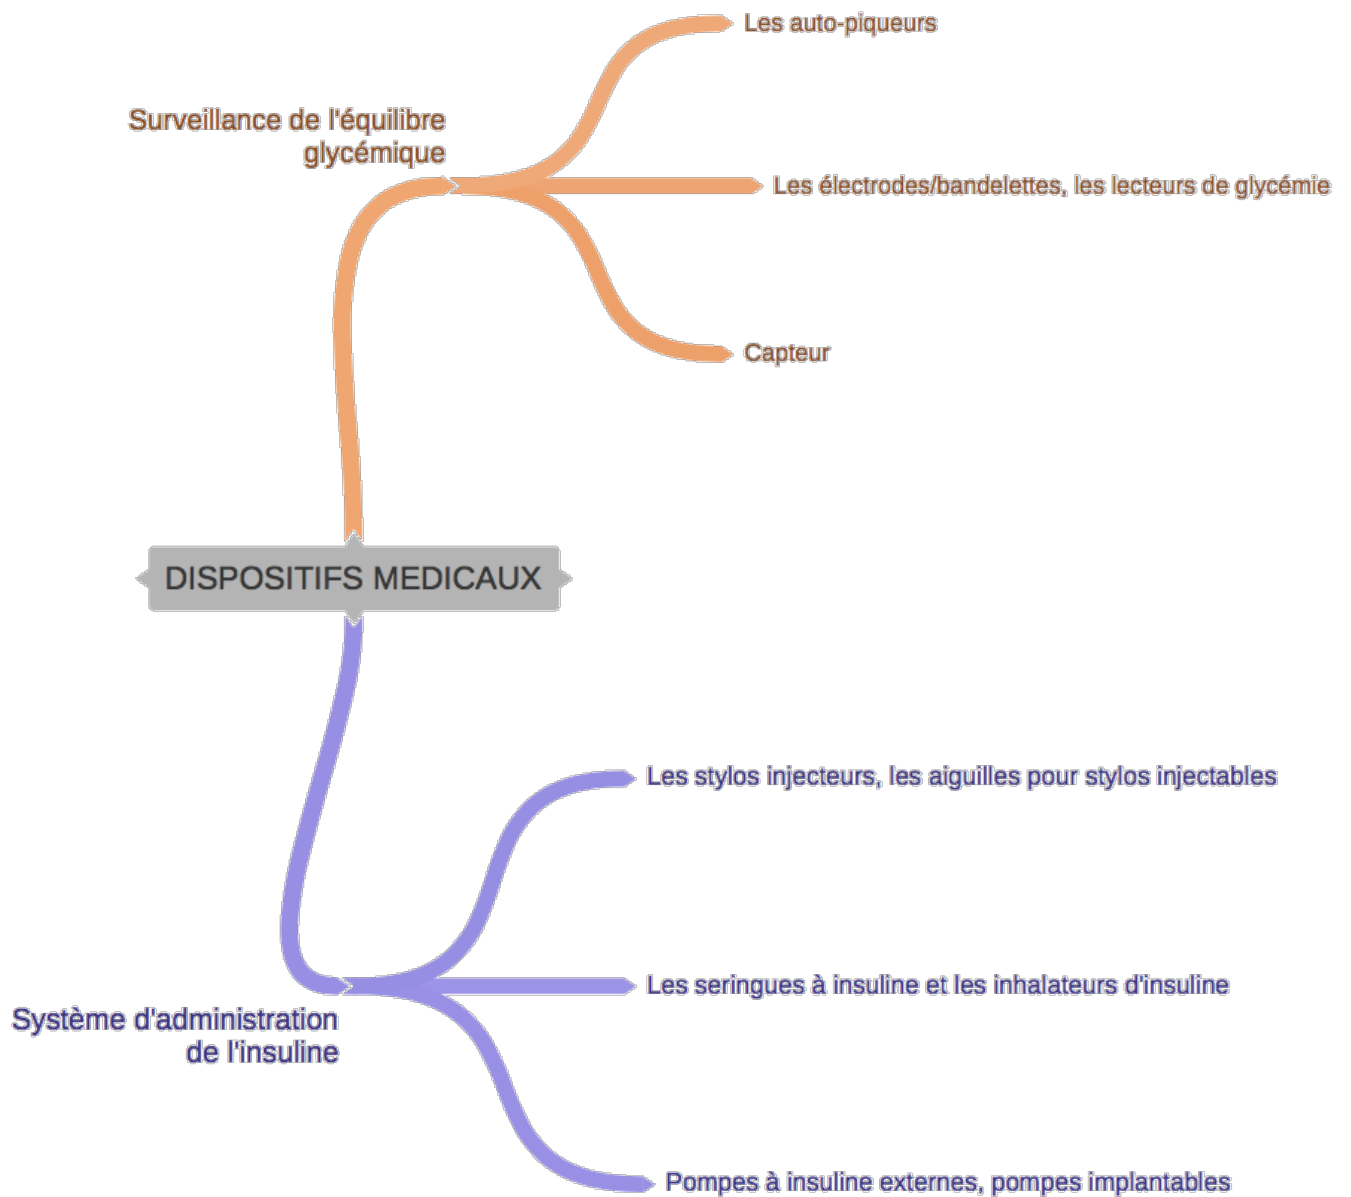 Les auto-piqueurs
Surveillance de l'équilibre
glycémique
Les électrodes/bandelettes, les lecteurs de glycémie
Capteur
DISPOSITIFS MEDICAUX
Les stylos injecteurs, les aiguilles pour stylos injectables
Les seringues à insuline et les inhalateurs d'insuline
Système d'administration
de l'insuline
Pompes à insuline externes, pompes implantables